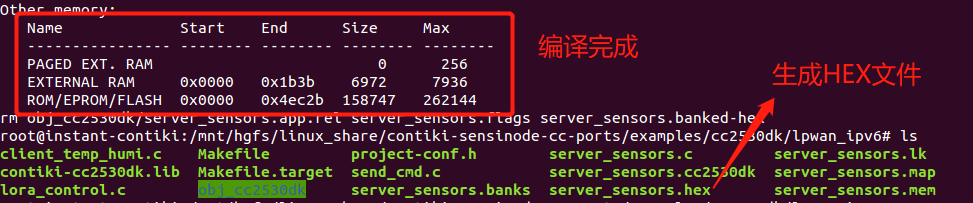 Other memory:
Name Start End Size Max
---------------- -------- -------- -------- --------
PAGED EXT. RAM 0 256
EXTERNAL RAM 0x0000 0x1b3b 6972 7936
ROM/EPROM/FLASH 0x0000 0x4ec2b 158747 262144
编译完成
生成HEX文件
rm obj_cc2530dk/server_sensors.app.rel server_sensors.flags server_sensors.banked-hex
root@instant-contiki:/mnt/hgfs/linux_share/contiki-sensinode-cc-ports/examples/cc2530dk/lpwan_ipv6# ls
client_temp_humi.c Makefile project-conf.h server_sensors.c server_sensors.lk
contiki-cc2530dk.lib Makefile.target send_cmd.c server_sensors.cc2530dk server_sensors.map
lora_control.c obj_cc2530dk server_sensors.banks server_sensors.hex server_sensors.mem